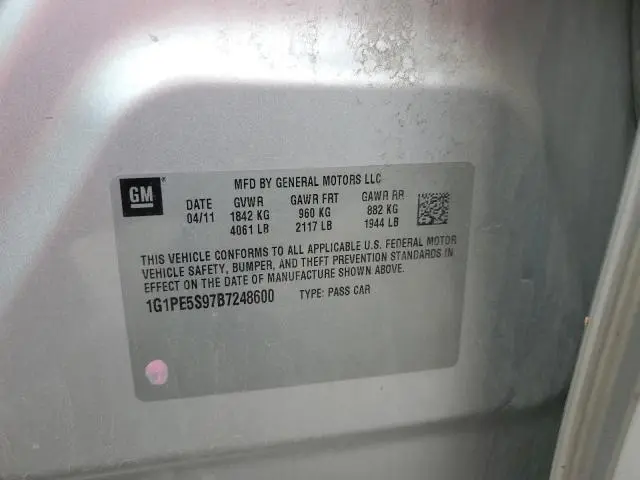 GM ® MFD BY GENERAL MOTORS LLC
DATE GVWR GAWR FRT GAWR RR
04/11 1842 KG 960 KG 882 KG
4061 LB 2117 LB 1944 LB
THIS VEHICLE CONFORMS TO ALL APPLICABLE U.S. FEDERAL MOTOR
VEHICLE SAFETY, BUMPER, AND THEFT PREVENTION STANDARDS IN
EFFECT ON THE DATE OF MANUFACTURE SHOWN ABOVE.
1G1PE5S97B7248600 TYPE: PASS CAR